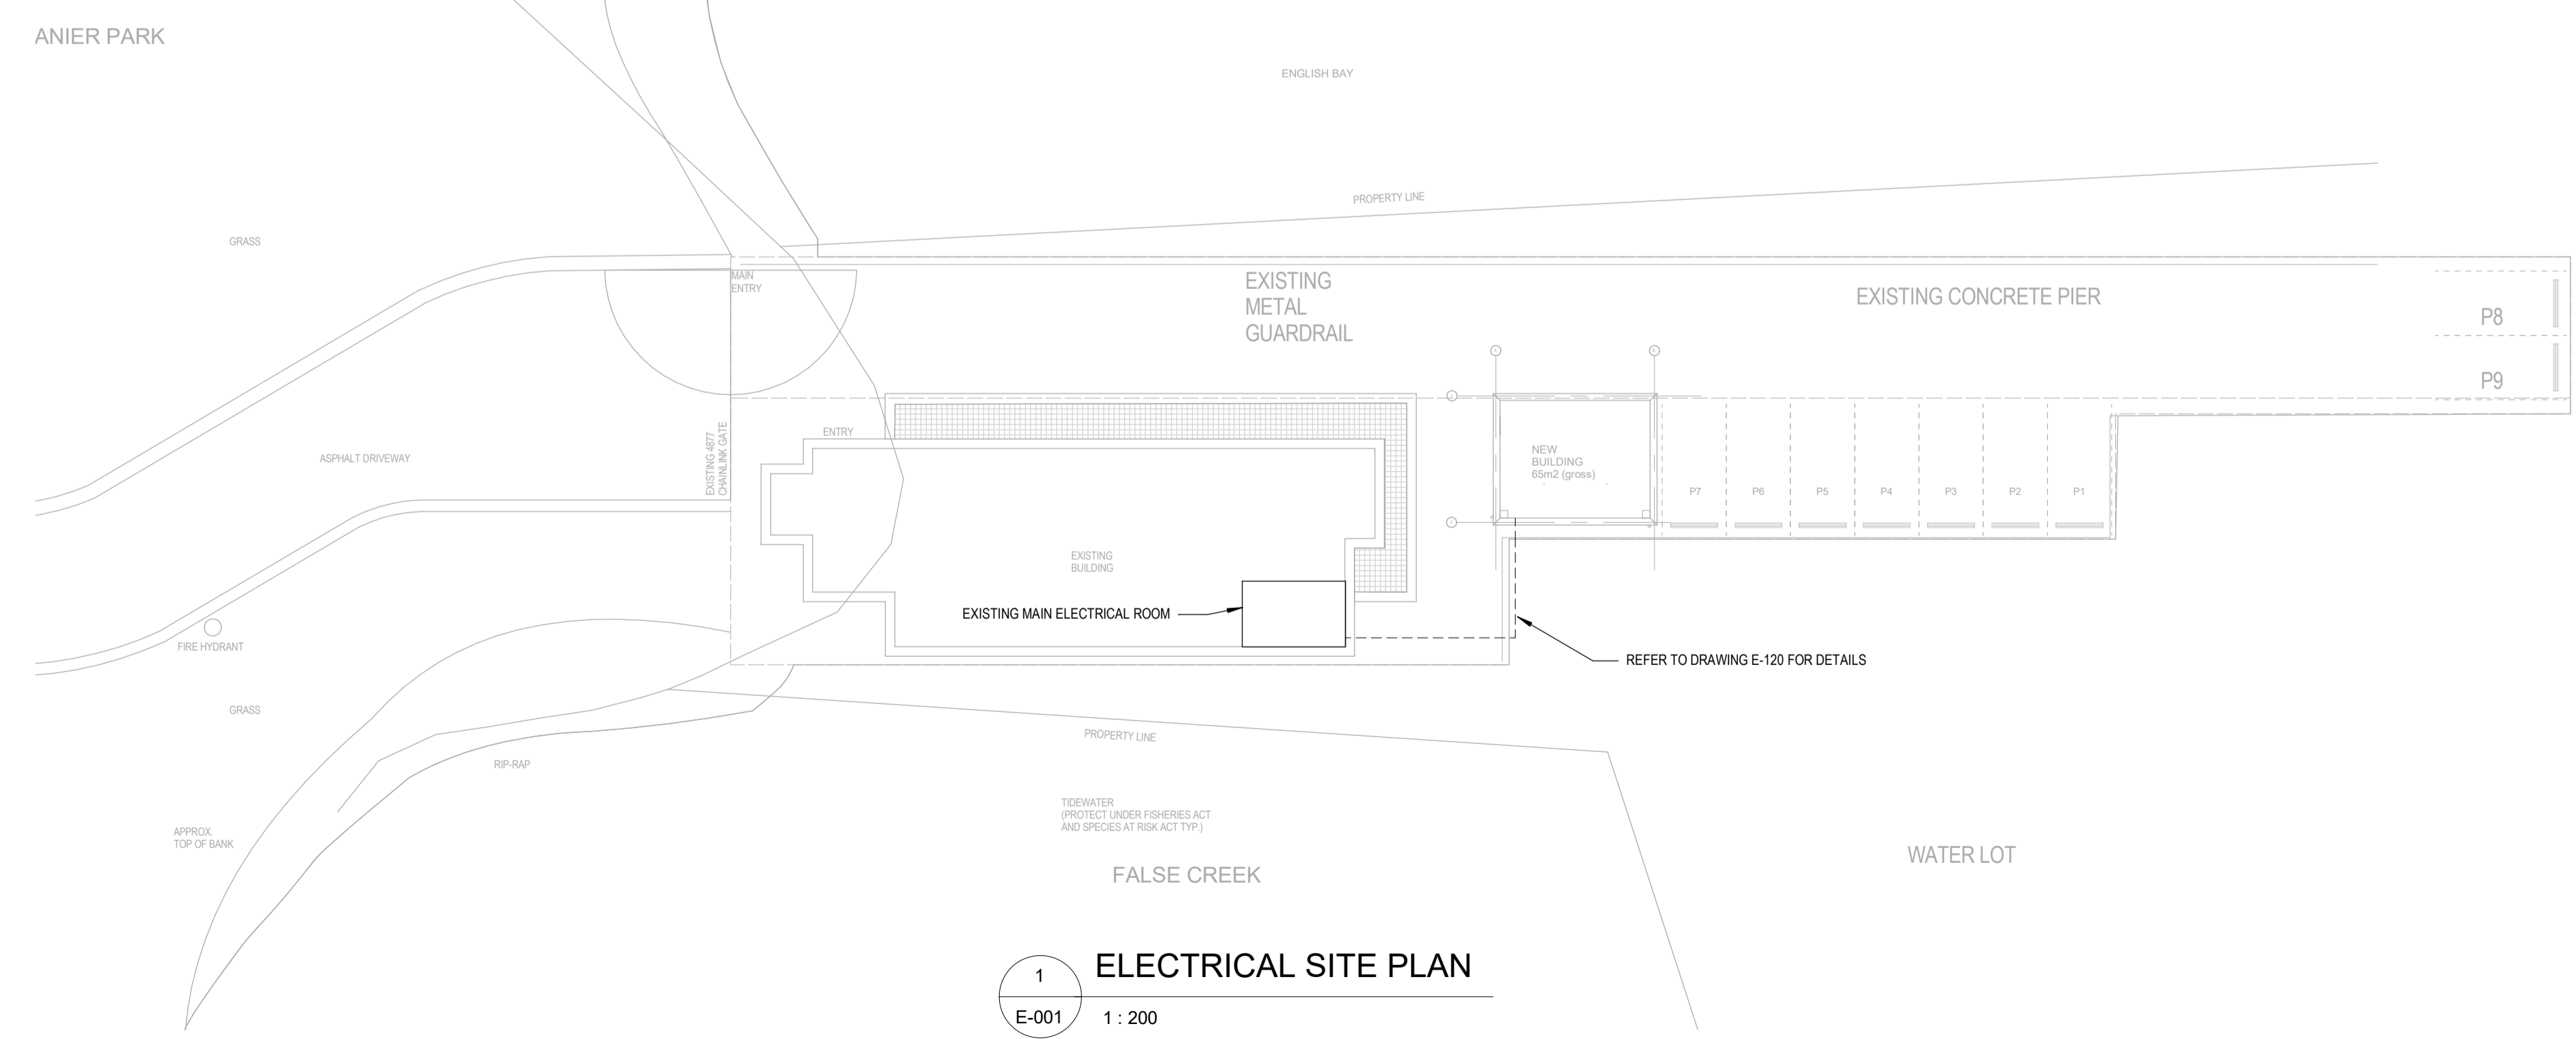 ANIER PARK
ENGLISH BAY
PROPERTY LINE
GRASS
MAIN
ENTRY
EXISTING
METAL
GUARDRAIL
EXISTING CONCRETE PIER
P8
P9
ENTRY
EXISTING 4877
CHAINLINK GATE
ASPHALT DRIVEWAY
NEW
BUILDING
65m2 (gross)
P7
P6
P5
P4
P3
P2
P1
EXISTING
BUILDING
EXISTING MAIN ELECTRICAL ROOM
FIRE HYDRANT
REFER TO DRAWING E-120 FOR DETAILS
GRASS
PROPERTY LINE
RIP-RAP
TIDEWATER
(PROTECT UNDER FISHERIES ACT
AND SPECIES AT RISK ACT TYP.)
APPROX.
TOP OF BANK
FALSE CREEK
WATER LOT
1
ELECTRICAL SITE PLAN
E-001
1 : 200